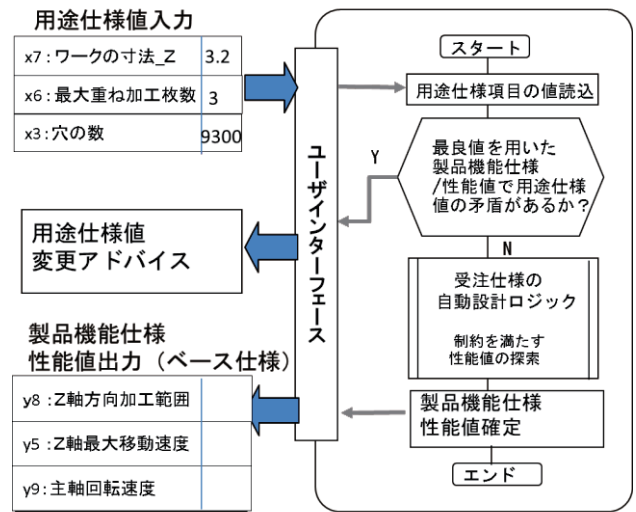 用途仕様値入力
x7：ワークの寸法_Z 3.2
x6：最大重ね加工枚数 3
x3：穴の数 9300
用途仕様値
変更アドバイス
製品機能仕様
性能値出力（ベース仕様）
y8：Z軸方向加工範囲
y5：Z軸最大移動速度
y9：主軸回転速度
ユーザインターフェース
スタート
用途仕様項目の値読込
最良値を用いた
製品機能仕様
/性能値で用途仕様
値の矛盾があるか？
Y
N
受注仕様の
自動設計ロジック
制約を満たす
性能値の探索
製品機能仕様
性能値確定
エンド